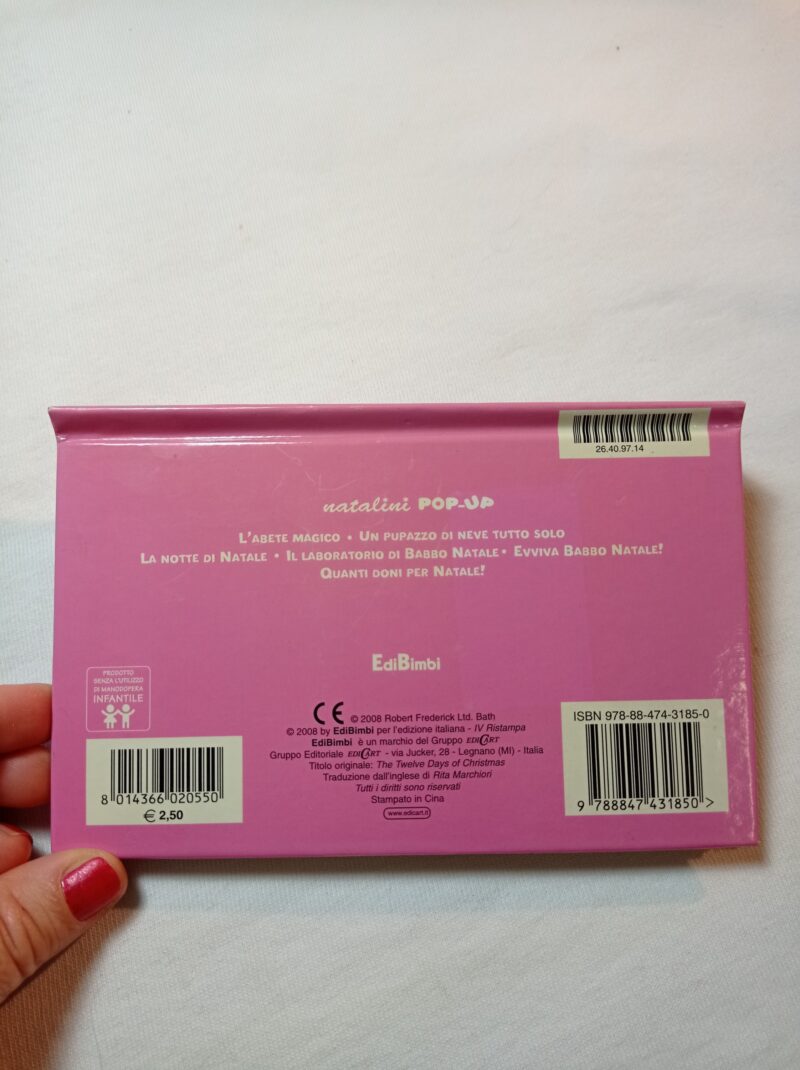 26.40.97.14
natalini POP-UP
L'ABETE MAGICO • UN PUPAZZO DI NEVE TUTTO SOLO
LA NOTTE DI NATALE • IL LABORATORIO DI BABBO NATALE • EVVIVA BABBO NATALE!
QUANTI DONI PER NATALE!
EdiBimbi
PRODOTTO
SENZA L'UTILIZZO
DI MANODOPERA
INFANTILE
CE © 2008 Robert Frederick Ltd. Bath
© 2008 by EdiBimbi per l'edizione italiana - IV Ristampa
EdiBimbi è un marchio del Gruppo EDICART
Gruppo Editoriale EDICART - via Jucker, 28 - Legnano (MI) - Italia
Titolo originale: The Twelve Days of Christmas
Traduzione dall'inglese di Rita Marchiori
Tutti i diritti sono riservati
Stampato in Cina
www.edicart.it
8 014366 020550
€ 2,50
ISBN 978-88-474-3185-0
9 788847 431850 >